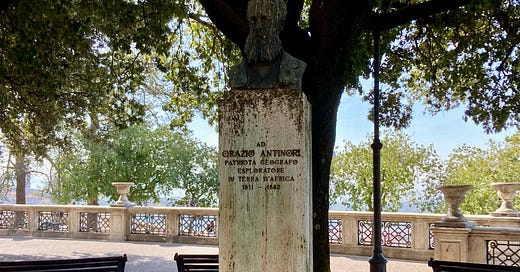 AD
ORAZIO ANTINORI
PATRIOTA GEOGRAFO
ESPLORATORE
IN TERRA D'AFRICA
1811 - 1882